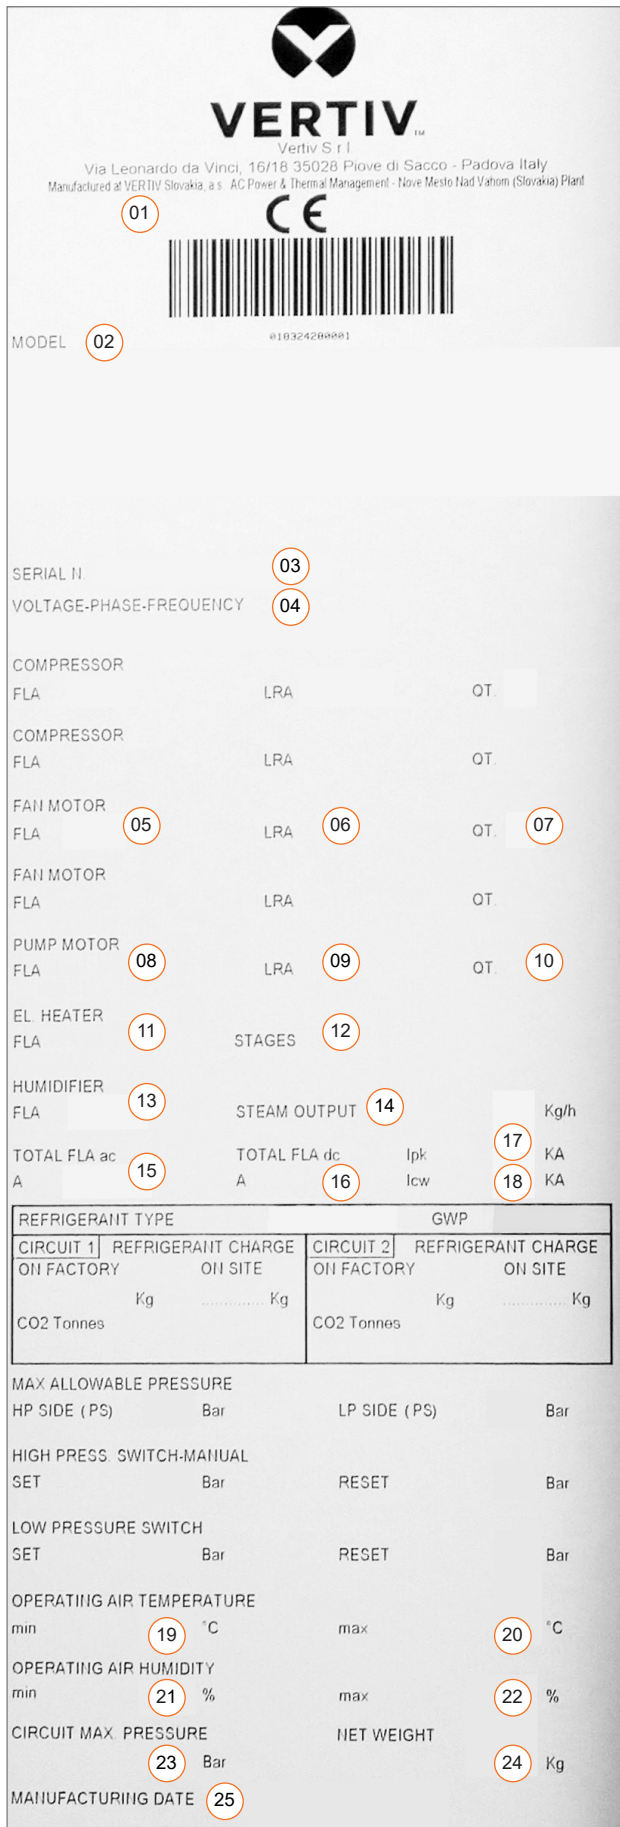 VERTIV™
Vertiv S.r.l
Via Leonardo da Vinci, 16/18 35028 Piove di Sacco - Padova Italy
Manufactured at VERTIV Slovakia, a.s. AC Power & Thermal Management - Nove Mesto Nad Vahom (Slovakia) Plant
01 CE
018324280001
MODEL 02
SERIAL N. 03
VOLTAGE-PHASE-FREQUENCY 04
COMPRESSOR
FLA LRA QT.
COMPRESSOR
FLA LRA QT.
FAN MOTOR
FLA 05 LRA 06 QT. 07
FAN MOTOR
FLA LRA QT.
PUMP MOTOR
FLA 08 LRA 09 QT. 10
EL. HEATER
FLA 11 STAGES 12
HUMIDIFIER
FLA 13 STEAM OUTPUT 14 Kg/h
TOTAL FLA ac TOTAL FLA dc Ipk 17 KA
A 15 A 16 Icw 18 KA
REFRIGERANT TYPE GWP
CIRCUIT 1 REFRIGERANT CHARGE CIRCUIT 2 REFRIGERANT CHARGE
ON FACTORY ON SITE ON FACTORY ON SITE
Kg .............. Kg Kg .............. Kg
CO2 Tonnes CO2 Tonnes
MAX ALLOWABLE PRESSURE
HP SIDE ( PS) Bar LP SIDE ( PS) Bar
HIGH PRESS. SWITCH-MANUAL
SET Bar RESET Bar
LOW PRESSURE SWITCH
SET Bar RESET Bar
OPERATING AIR TEMPERATURE
min 19 °C max 20 °C
OPERATING AIR HUMIDITY
min 21 % max 22 %
CIRCUIT MAX. PRESSURE NET WEIGHT
23 Bar 24 Kg
MANUFACTURING DATE 25